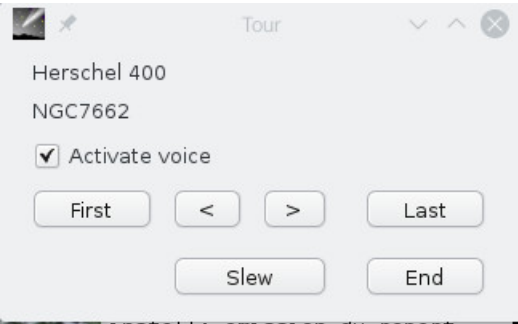 Tour
Herschel 400
NGC7662
Activate voice
First < > Last
Slew End